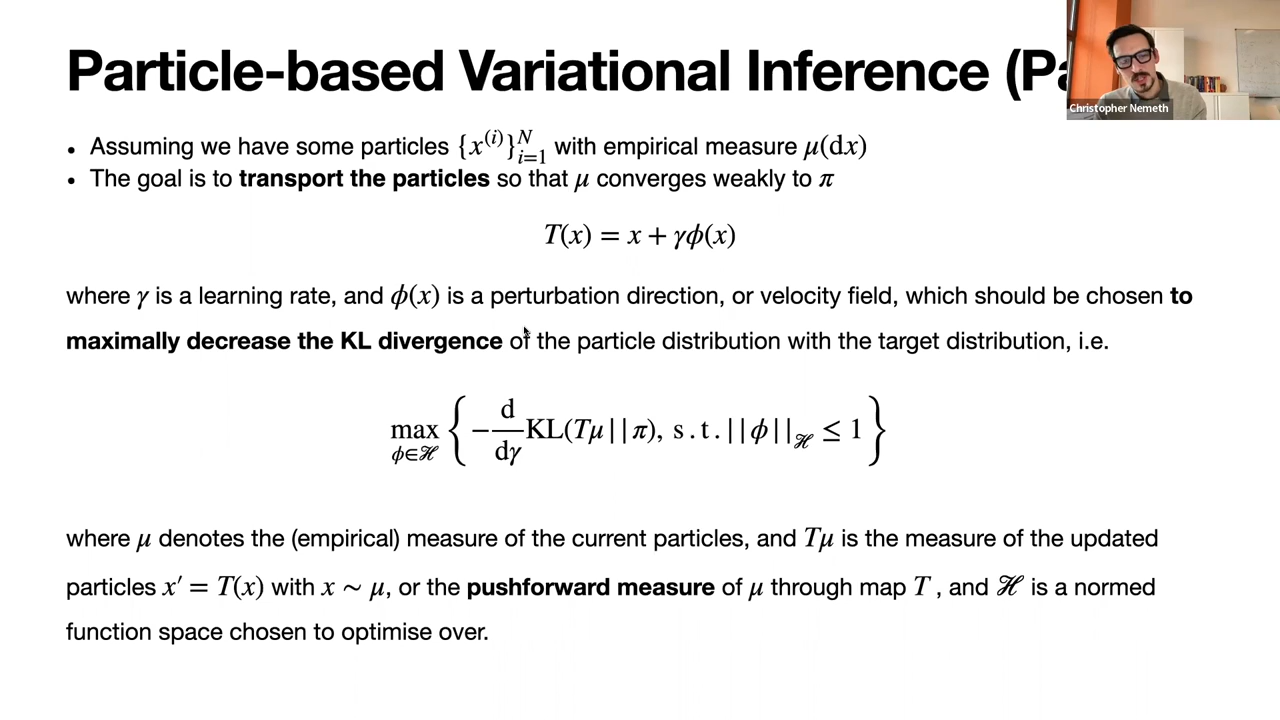 Particle-based Variational Inference (Pa
Christopher Nemeth
• Assuming we have some particles {x^{(i)}}_{i=1}^N with empirical measure μ(dx)
• The goal is to transport the particles so that μ converges weakly to π
T(x) = x + γϕ(x)
where γ is a learning rate, and ϕ(x) is a perturbation direction, or velocity field, which should be chosen to
maximally decrease the KL divergence of the particle distribution with the target distribution, i.e.
max_{ϕ∈ℋ} { −d/dγ KL(Tμ||π), s.t. ||ϕ||_ℋ ≤ 1 }
where μ denotes the (empirical) measure of the current particles, and Tμ is the measure of the updated
particles x′ = T(x) with x ∼ μ, or the pushforward measure of μ through map T , and ℋ is a normed
function space chosen to optimise over.